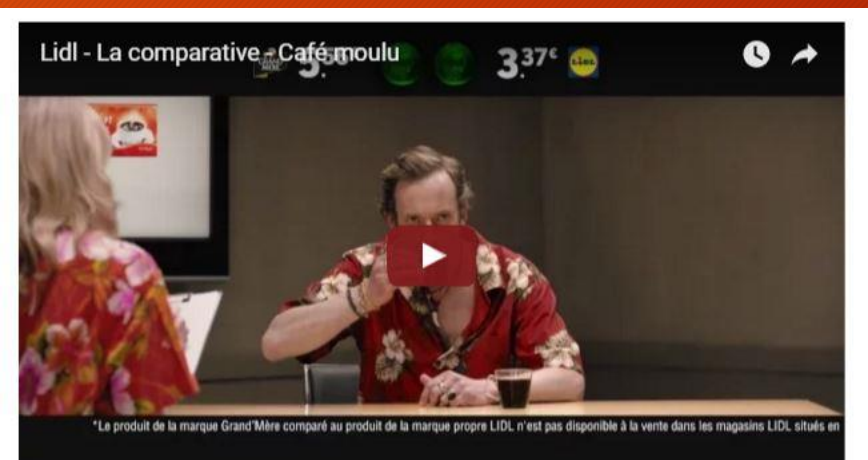 Lidl - La comparative - Café moulu
3.37€
LIDL
*Le produit de la marque Grand'Mère comparé au produit de la marque propre LIDL n'est pas disponible à la vente dans les magasins LIDL situés en